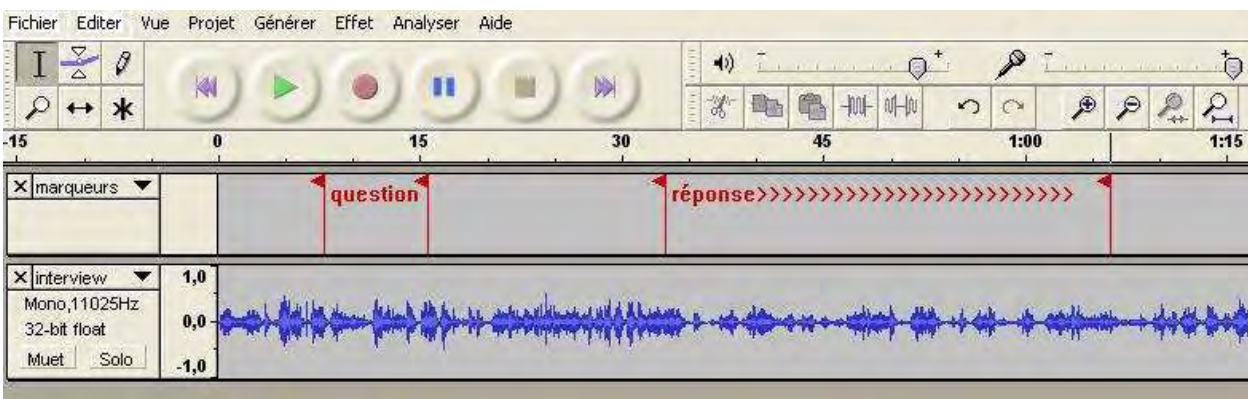 Fichier Editer Vue Projet Générer Effet Analyser Aide
-15 0 15 30 45 1:00 1:15
marqueurs
question réponse>>>>>>>>>>>>>>>>>>>>>>>>
interview
Mono,11025Hz
32-bit float
Muet Solo
1,0
0,0
-1,0